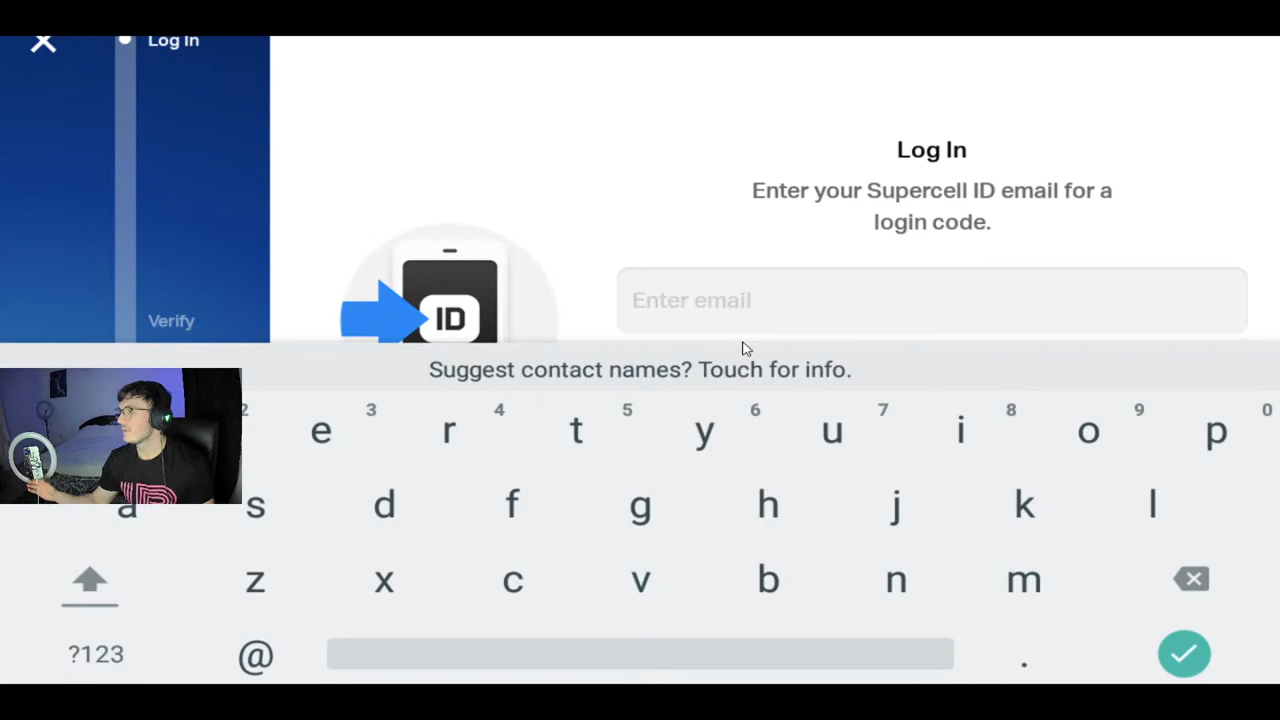 Log In
Log In
Enter your Supercell ID email for a
login code.
ID
Enter email
Verify
Suggest contact names? Touch for info.
2 3 4 5 6 7 8 9 0
e r t y u i o p
a s d f g h j k l
z x c v b n m
?123 @ .